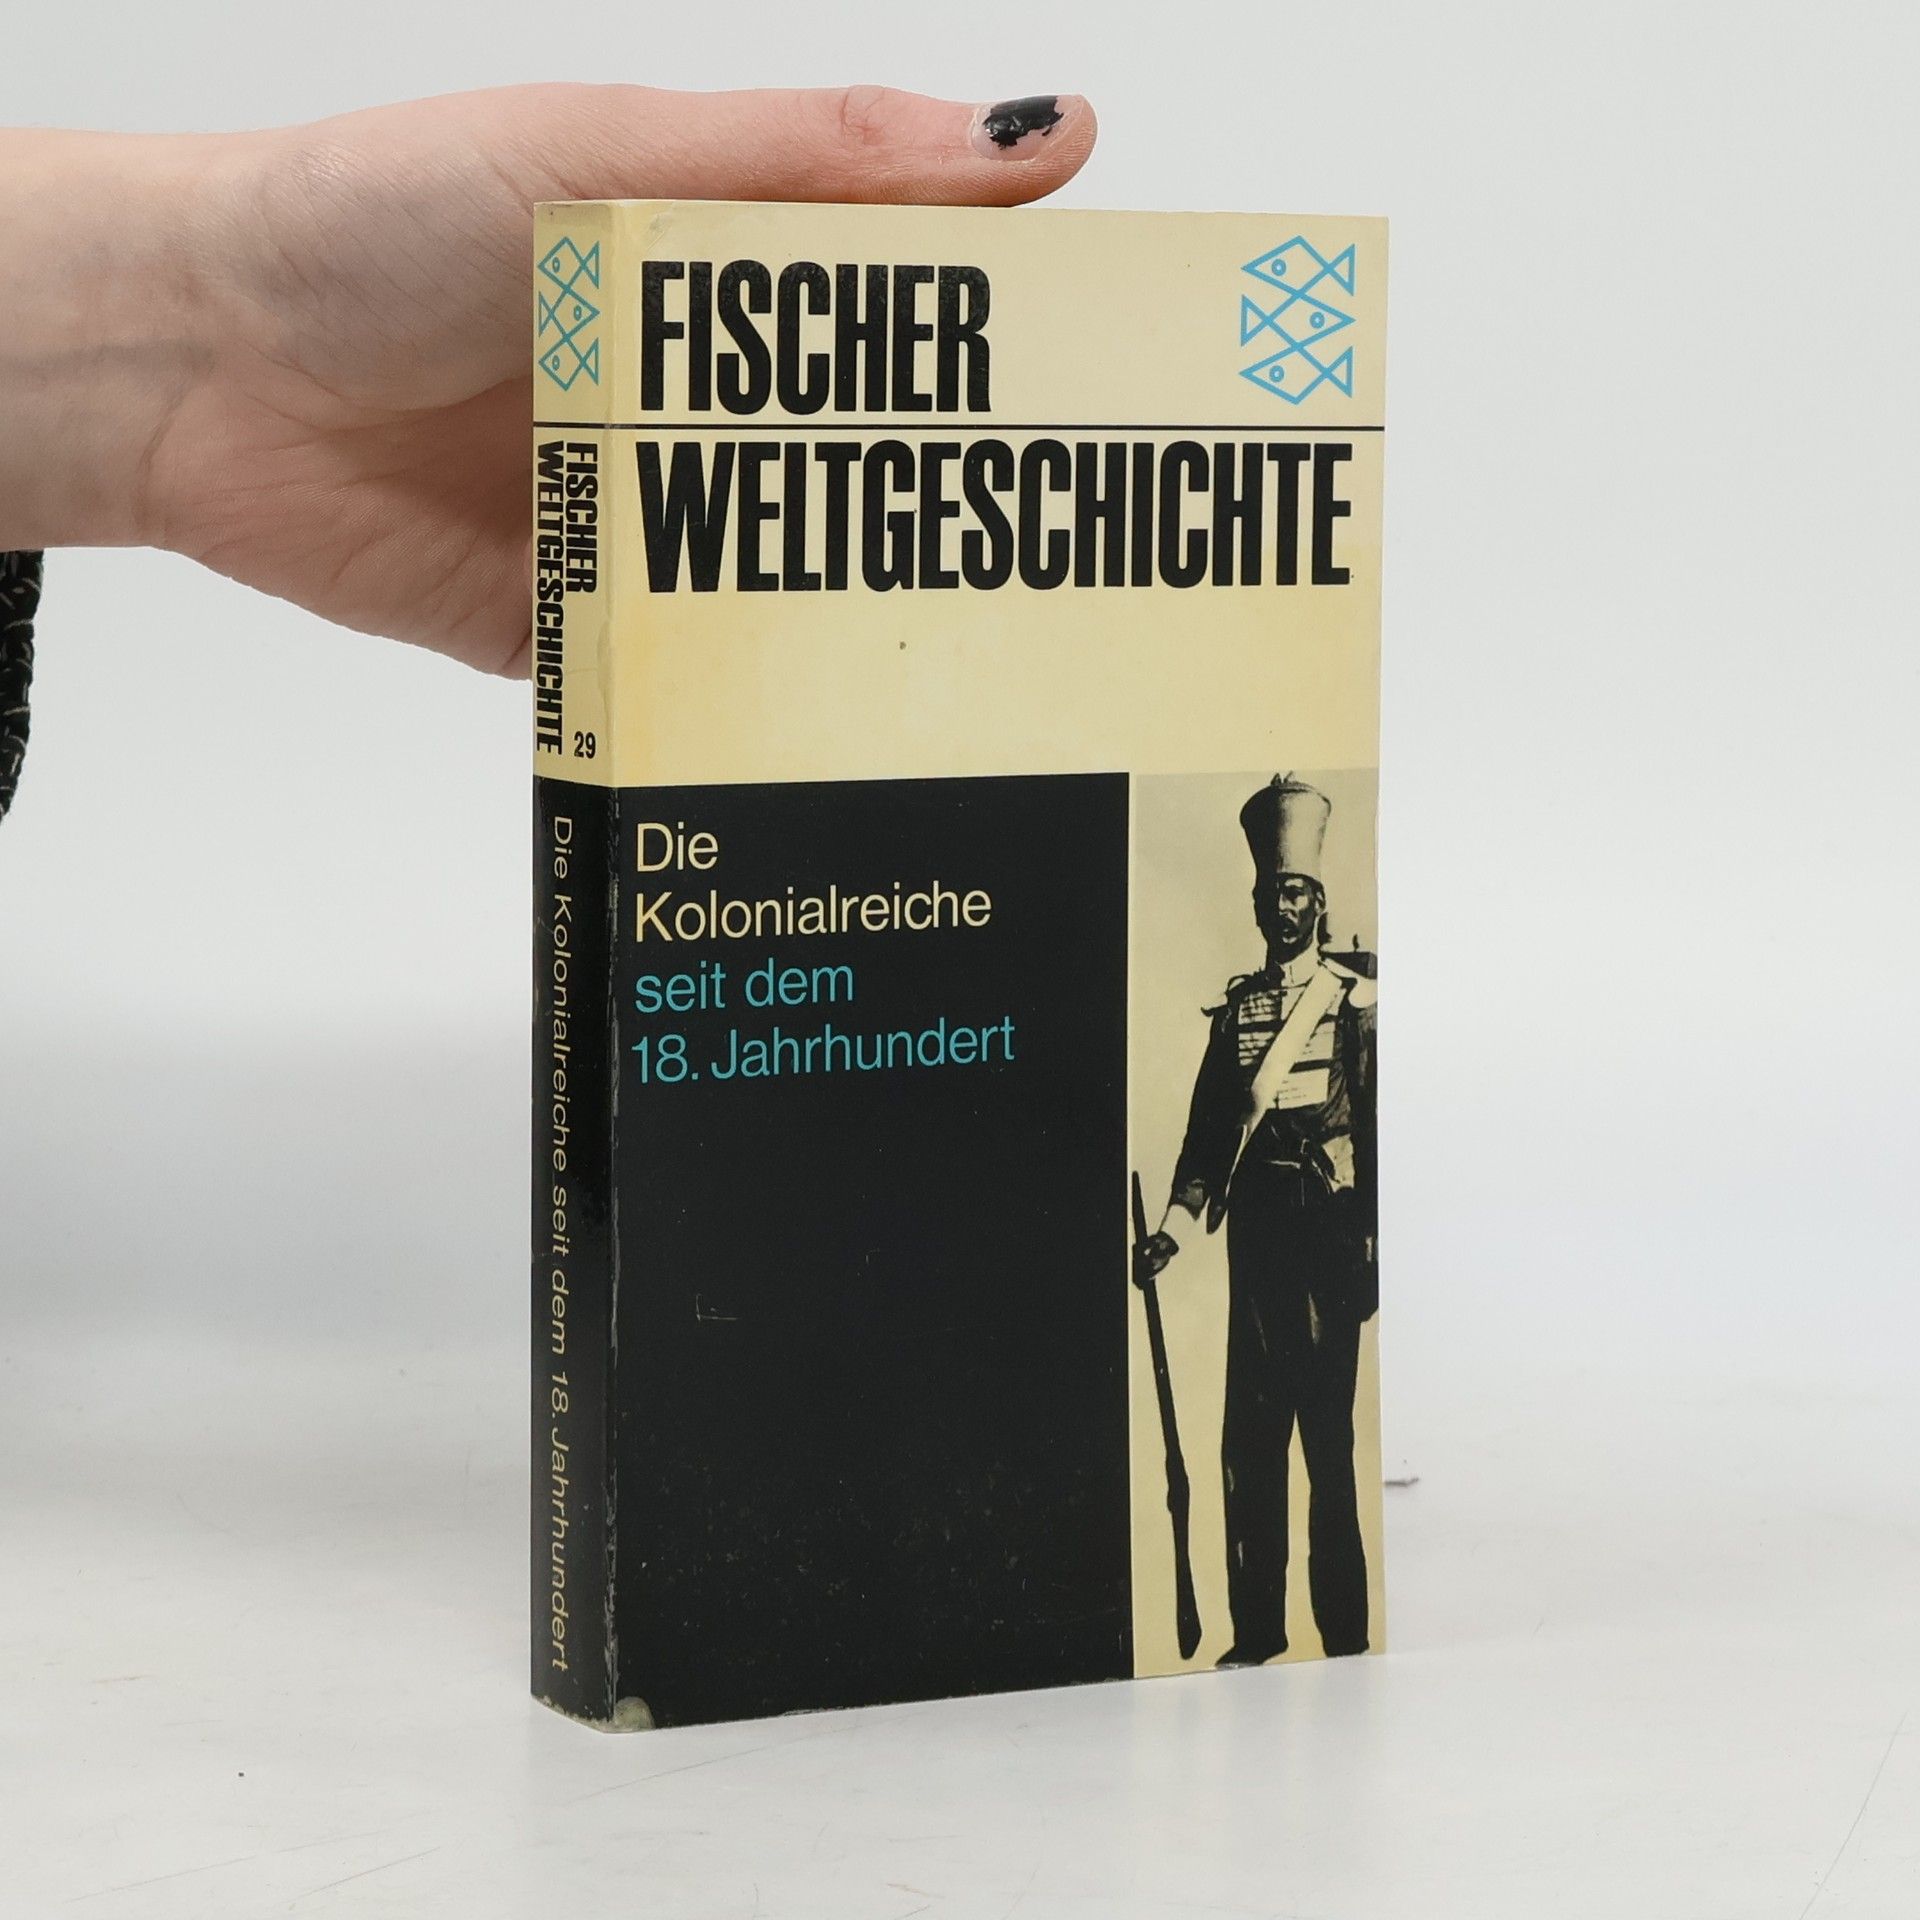 FISCHER
WELTGESCHICHTE
Die
Kolonialreiche
seit dem
18. Jahrhundert
FISCHER
WELTGESCHICHTE 29
Die Kolonialreiche seit dem 18. Jahrhundert